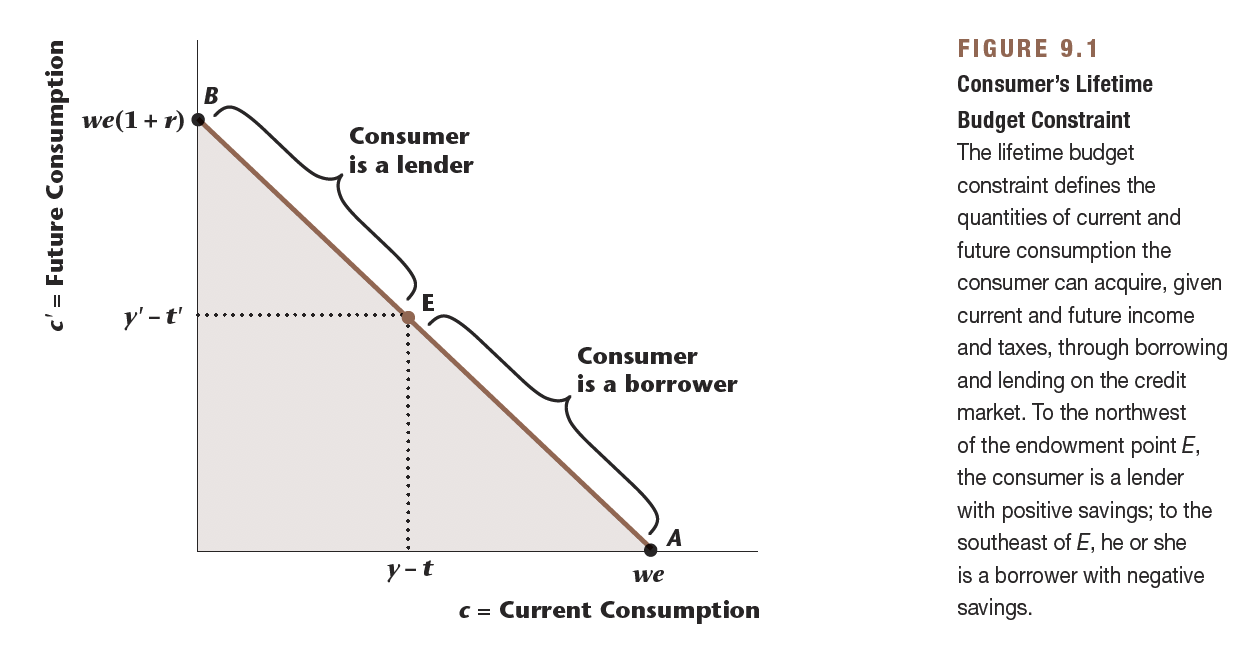 c′ = Future Consumption
we(1 + r)
B
Consumer
is a lender
y′ – t′
E
Consumer
is a borrower
A
y – t
we
c = Current Consumption
FIGURE 9.1
Consumer’s Lifetime
Budget Constraint
The lifetime budget
constraint defines the
quantities of current and
future consumption the
consumer can acquire, given
current and future income
and taxes, through borrowing
and lending on the credit
market. To the northwest
of the endowment point E,
the consumer is a lender
with positive savings; to the
southeast of E, he or she
is a borrower with negative
savings.